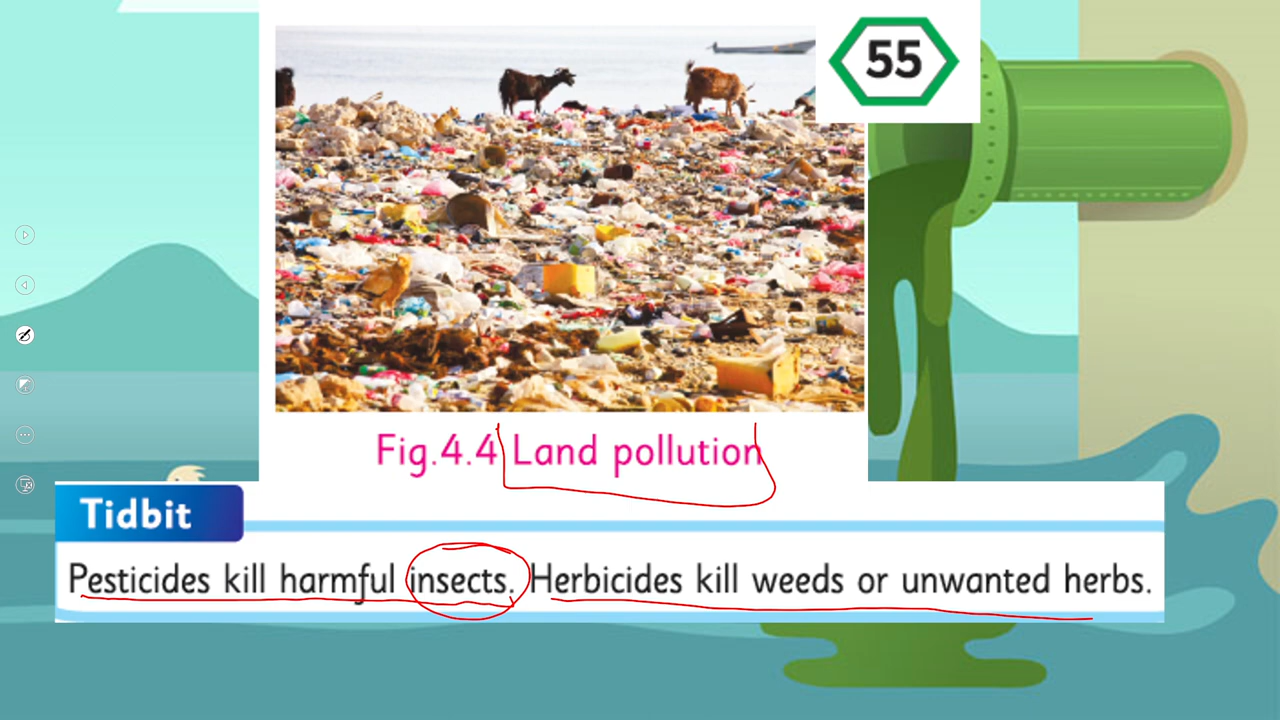 55
Fig.4.4 Land pollution
Tidbit
Pesticides kill harmful insects. Herbicides kill weeds or unwanted herbs.